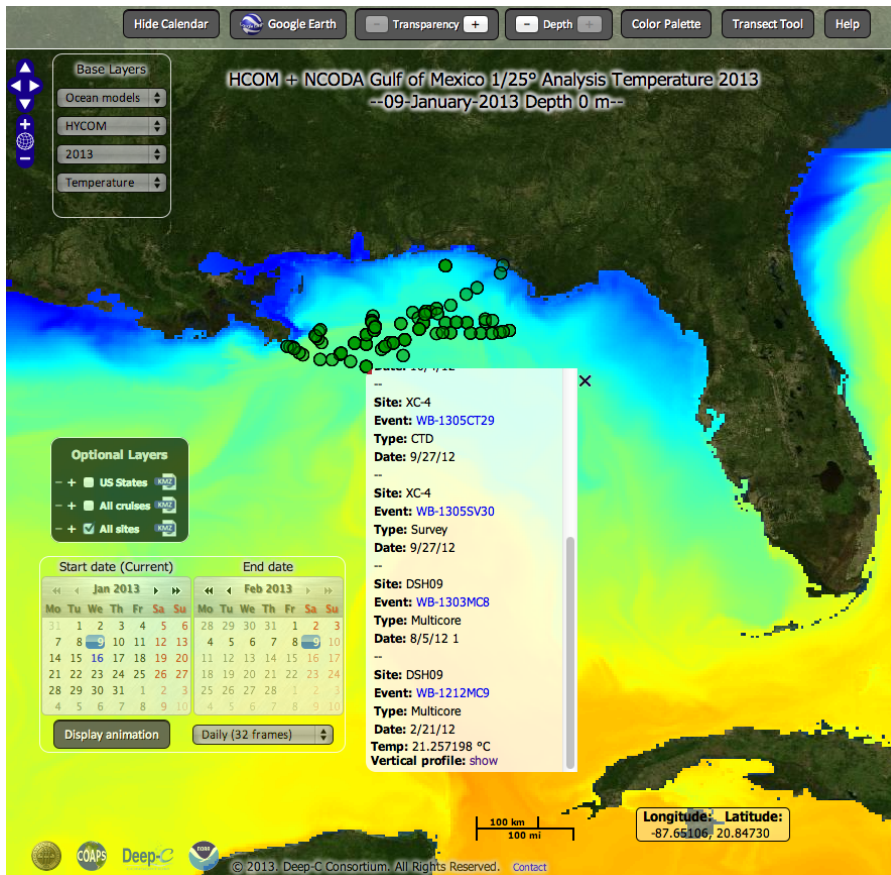 Hide Calendar
Google Earth
− Transparency +
− Depth +
Color Palette
Transect Tool
Help
Base Layers
Ocean models
HYCOM
2013
Temperature
HCOM + NCODA Gulf of Mexico 1/25° Analysis Temperature 2013
--09-January-2013 Depth 0 m--
--
Site: XC-4
Event: WB-1305CT29
Type: CTD
Date: 9/27/12
--
Site: XC-4
Event: WB-1305SV30
Type: Survey
Date: 9/27/12
--
Site: DSH09
Event: WB-1303MC8
Type: Multicore
Date: 8/5/12 1
--
Site: DSH09
Event: WB-1212MC9
Type: Multicore
Date: 2/21/12
Temp: 21.257198 °C
Vertical profile: show
Optional Layers
− + US States KMZ
− + All cruises KMZ
− + All sites KMZ
Start date (Current)
Jan 2013
Mo Tu We Th Fr Sa Su
31 1 2 3 4 5 6
7 8 9 10 11 12 13
14 15 16 17 18 19 20
21 22 23 24 25 26 27
28 29 30 31 1 2 3
4 5 6 7 8 9 10
End date
Feb 2013
Mo Tu We Th Fr Sa Su
28 29 30 31 1 2 3
4 5 6 7 8 9 10
11 12 13 14 15 16 17
18 19 20 21 22 23 24
25 26 27 28 1 2 3
4 5 6 7 8 9 10
Display animation
Daily (32 frames)
100 km
100 mi
Longitude: Latitude:
-87.65106, 20.84730
COAPS
Deep-C
© 2013. Deep-C Consortium. All Rights Reserved. Contact